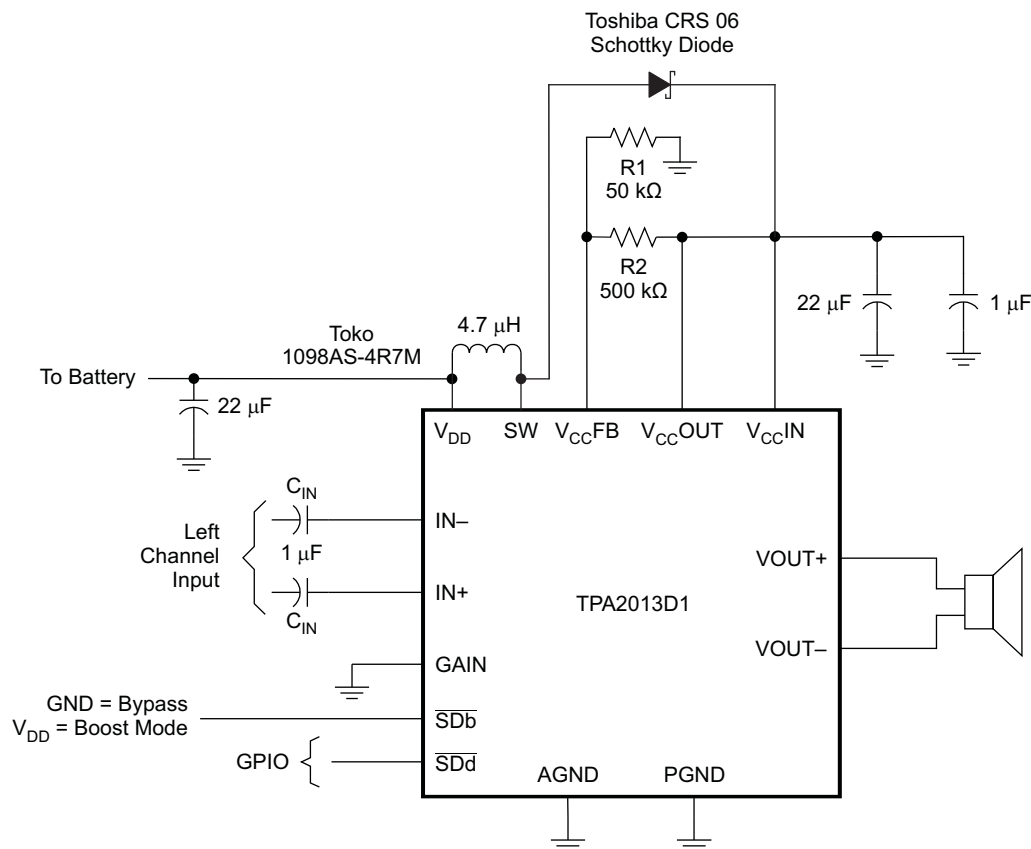 Toshiba CRS 06
Schottky Diode
R1
50 kΩ
R2
500 kΩ
22 μF
1 μF
4.7 μH
Toko
1098AS-4R7M
To Battery
22 μF
VDD
SW
VCCFB
VCCOUT
VCCIN
CIN
IN–
Left
Channel
Input
1 μF
IN+
CIN
VOUT+
TPA2013D1
VOUT–
GAIN
GND = Bypass
VDD = Boost Mode
SDb
GPIO
SDd
AGND
PGND